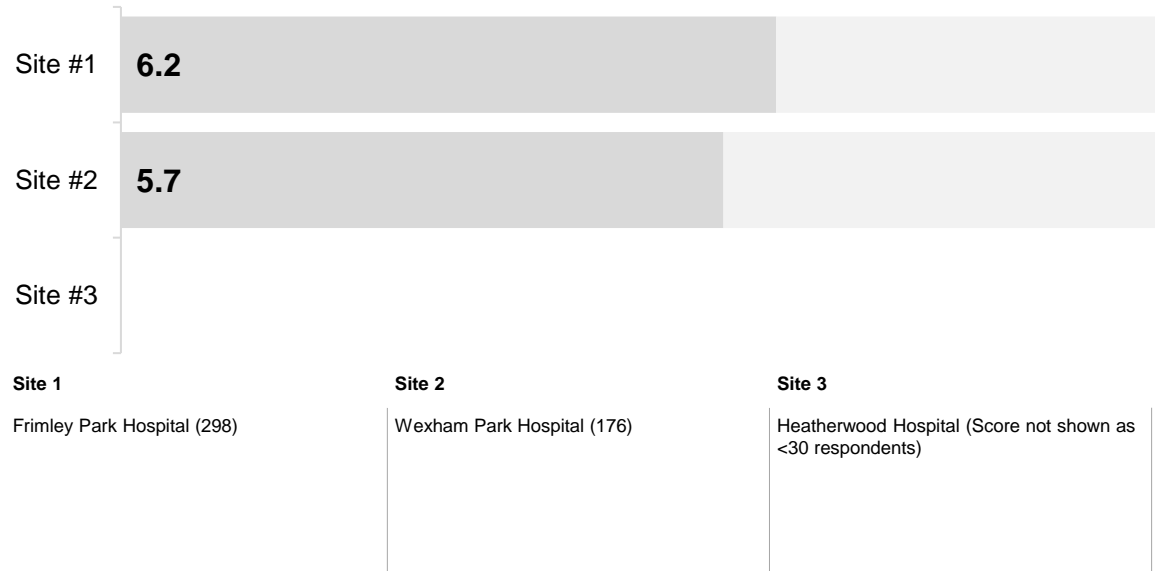 Site #1
6.2
Site #2
5.7
Site #3
Site 1
Site 2
Site 3
Frimley Park Hospital (298)
Wexham Park Hospital (176)
Heatherwood Hospital (Score not shown as
<30 respondents)